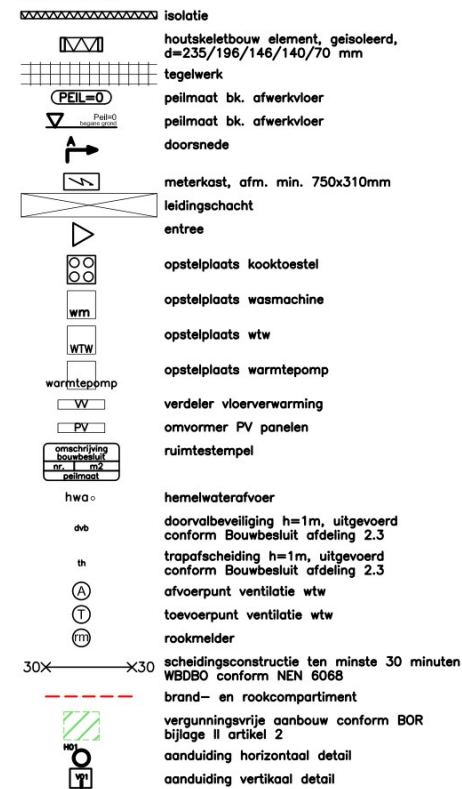 isolatie
houtskeletbouw element, geisoleerd,
d=235/196/146/140/70 mm
tegelwerk
PEIL=0 peilmaat bk. afwerkvloer
Peil=0 peilmaat bk. afwerkvloer
begane grond
A doorsnede
meterkast, afm. min. 750x310mm
leidingschacht
entree
opstelplaats kooktoestel
wm opstelplaats wasmachine
WTW opstelplaats wtw
warmtepomp opstelplaats warmtepomp
VV verdeler vloerverwarming
PV omvormer PV panelen
omschrijving ruimtestempel
bouwbesluit
nr. m2
peilmaat
hwa hemelwaterafvoer
dvb doorvalbeveiliging h=1m, uitgevoerd
conform Bouwbesluit afdeling 2.3
th trapafscheiding h=1m, uitgevoerd
conform Bouwbesluit afdeling 2.3
A afvoerpunt ventilatie wtw
T toevoerpunt ventilatie wtw
rm rookmelder
30 30 scheidingsconstructie ten minste 30 minuten
WBDBO conform NEN 6068
brand- en rookcompartiment
vergunningsvrije aanbouw conform BOR
bijlage II artikel 2
H01 aanduiding horizontaal detail
V01 aanduiding vertikaal detail